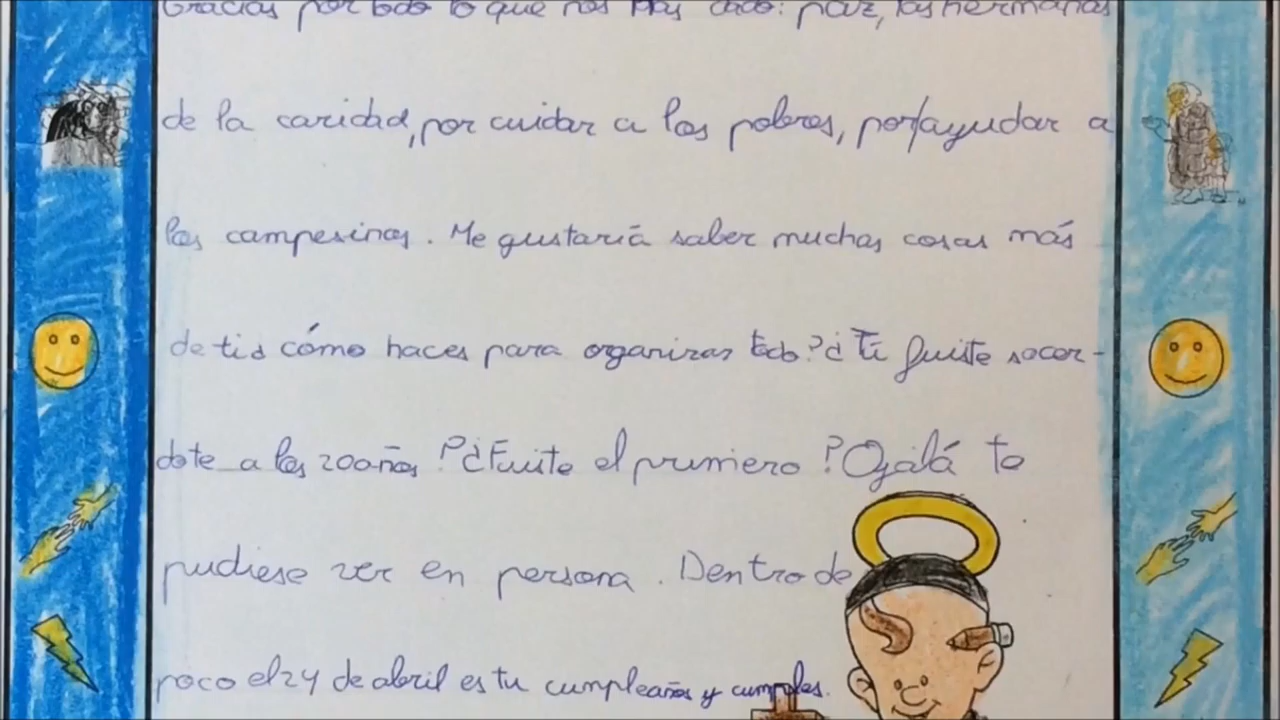 Gracias por todo lo que nos has dado: paz, las hermanas
de la caridad, por cuidar a los pobres, por ayudar a
los campesinos. Me gustaría saber muchas cosas más
de ti ¿cómo haces para organizar todo? ¿Tú fuiste sacer-
dote a los 20 años? ¿Fuiste el primero? Ojalá te
pudiese ver en persona. Dentro de
poco el 24 de abril es tu cumpleaños y cumples.